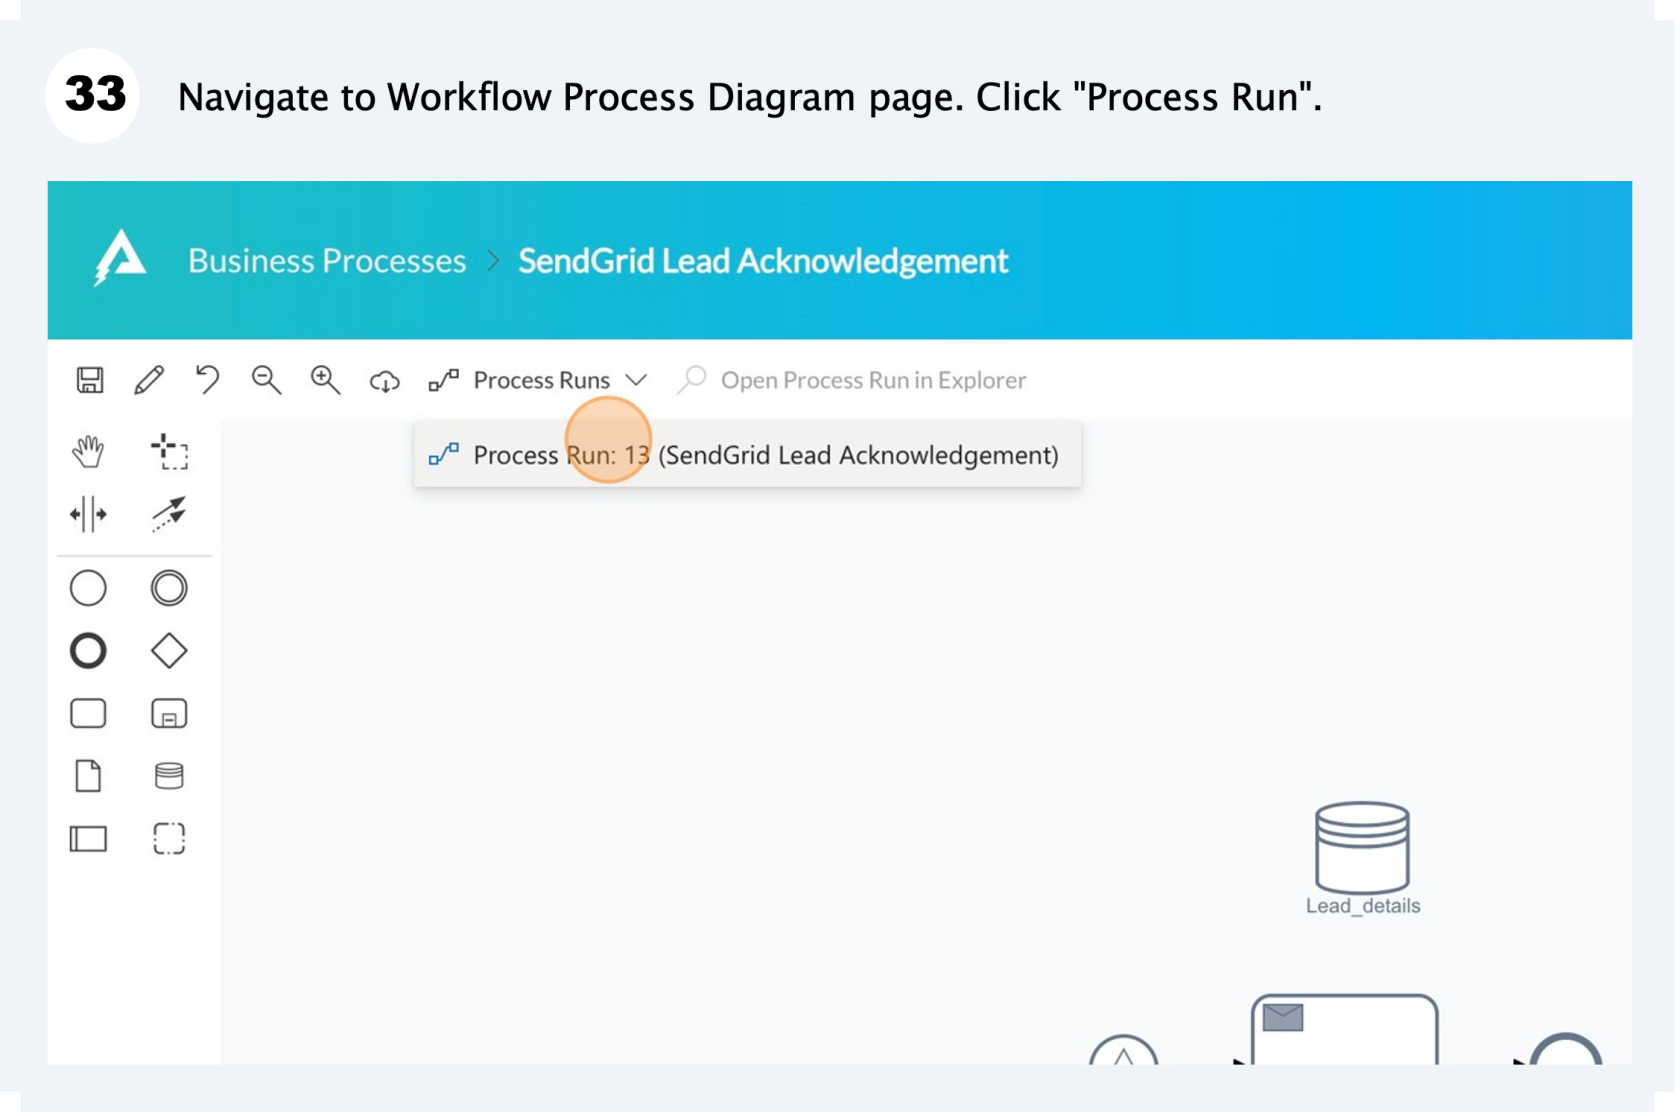 33
Navigate to Workflow Process Diagram page. Click "Process Run".
Business Processes > SendGrid Lead Acknowledgement
Process Runs
Open Process Run in Explorer
Process Run: 13 (SendGrid Lead Acknowledgement)
Lead_details